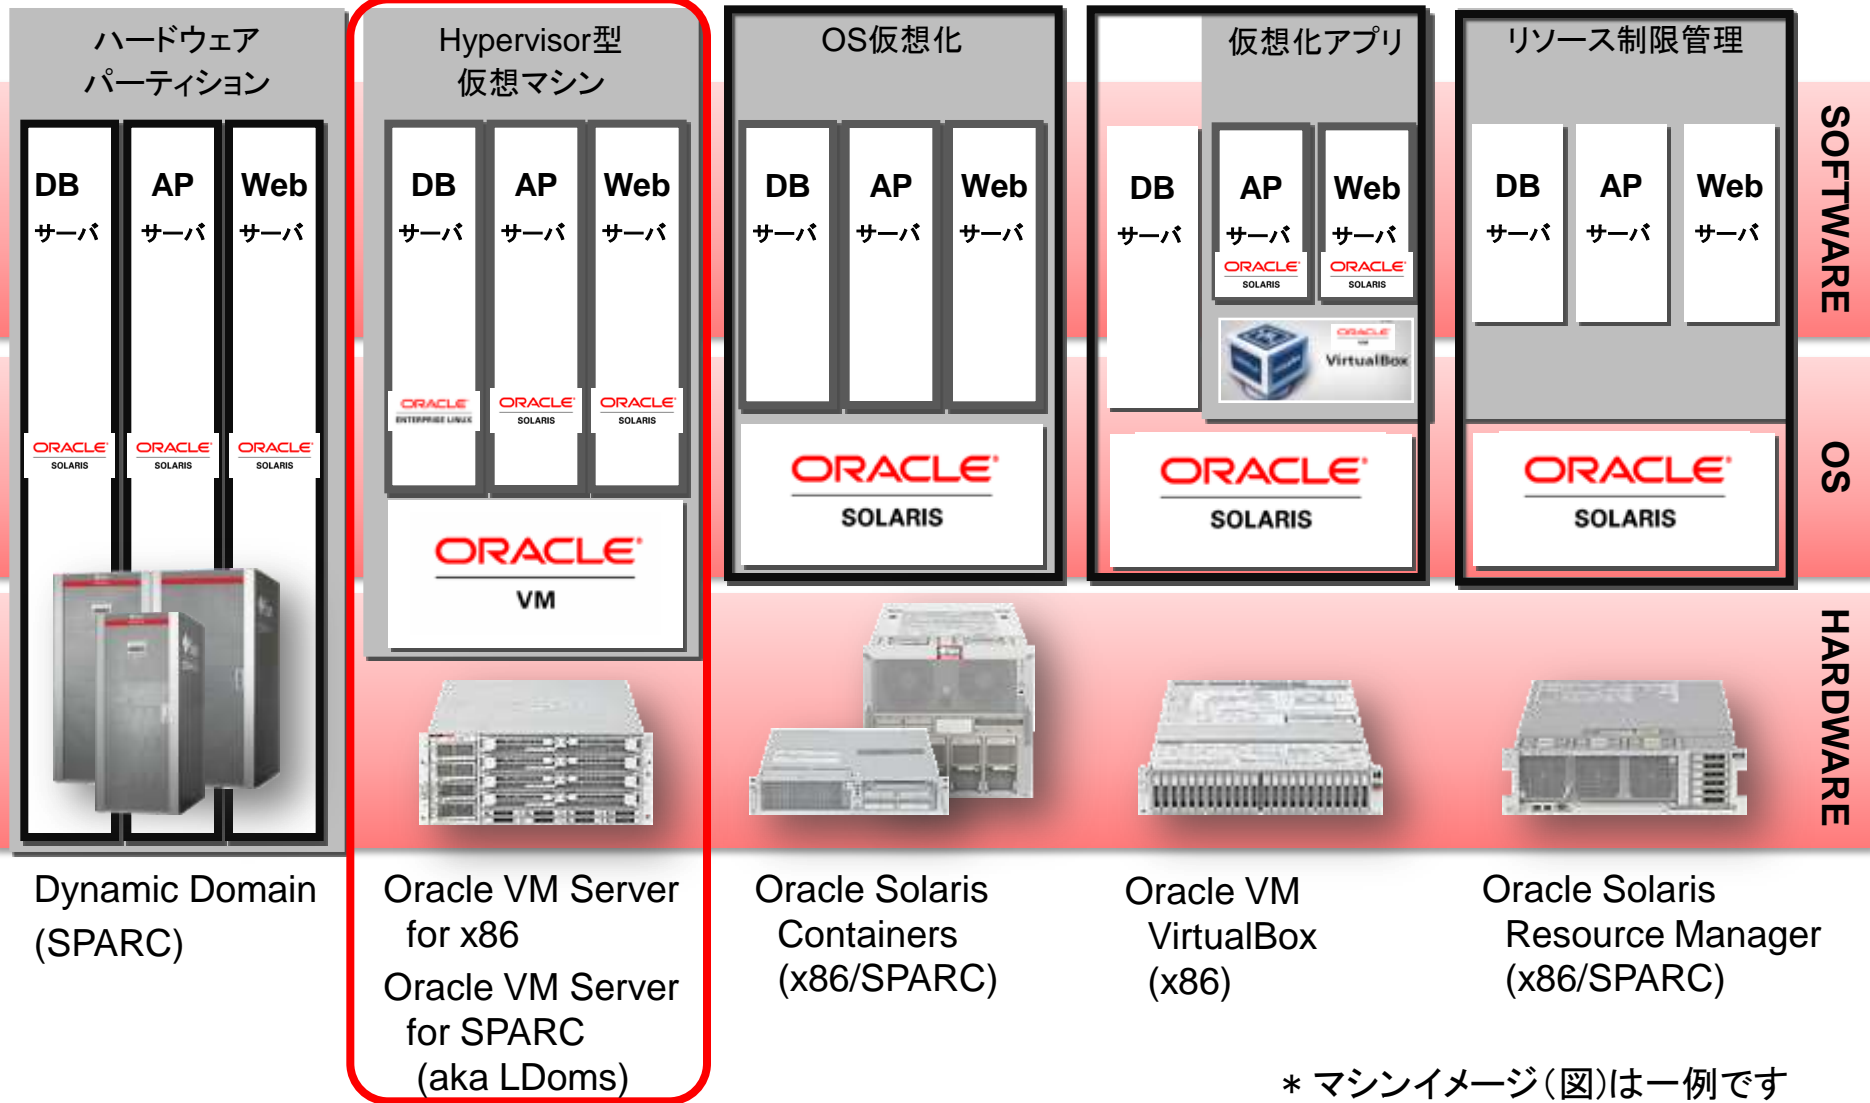 ハードウェア
パーティション
DB
サーバ
AP
サーバ
Web
サーバ
ORACLE
SOLARIS
ORACLE
SOLARIS
ORACLE
SOLARIS
Dynamic Domain
(SPARC)
Hypervisor型
仮想マシン
DB
サーバ
AP
サーバ
Web
サーバ
ORACLE
ENTERPRISE LINUX
ORACLE
SOLARIS
ORACLE
SOLARIS
ORACLE
VM
Oracle VM Server
for x86
Oracle VM Server
for SPARC
(aka LDoms)
OS仮想化
DB
サーバ
AP
サーバ
Web
サーバ
ORACLE
SOLARIS
Oracle Solaris
Containers
(x86/SPARC)
仮想化アプリ
DB
サーバ
AP
サーバ
Web
サーバ
ORACLE
SOLARIS
ORACLE
SOLARIS
ORACLE
VM
VirtualBox
ORACLE
SOLARIS
Oracle VM
VirtualBox
(x86)
リソース制限管理
DB
サーバ
AP
サーバ
Web
サーバ
ORACLE
SOLARIS
Oracle Solaris
Resource Manager
(x86/SPARC)
SOFTWARE
OS
HARDWARE
* マシンイメージ(図)は一例です